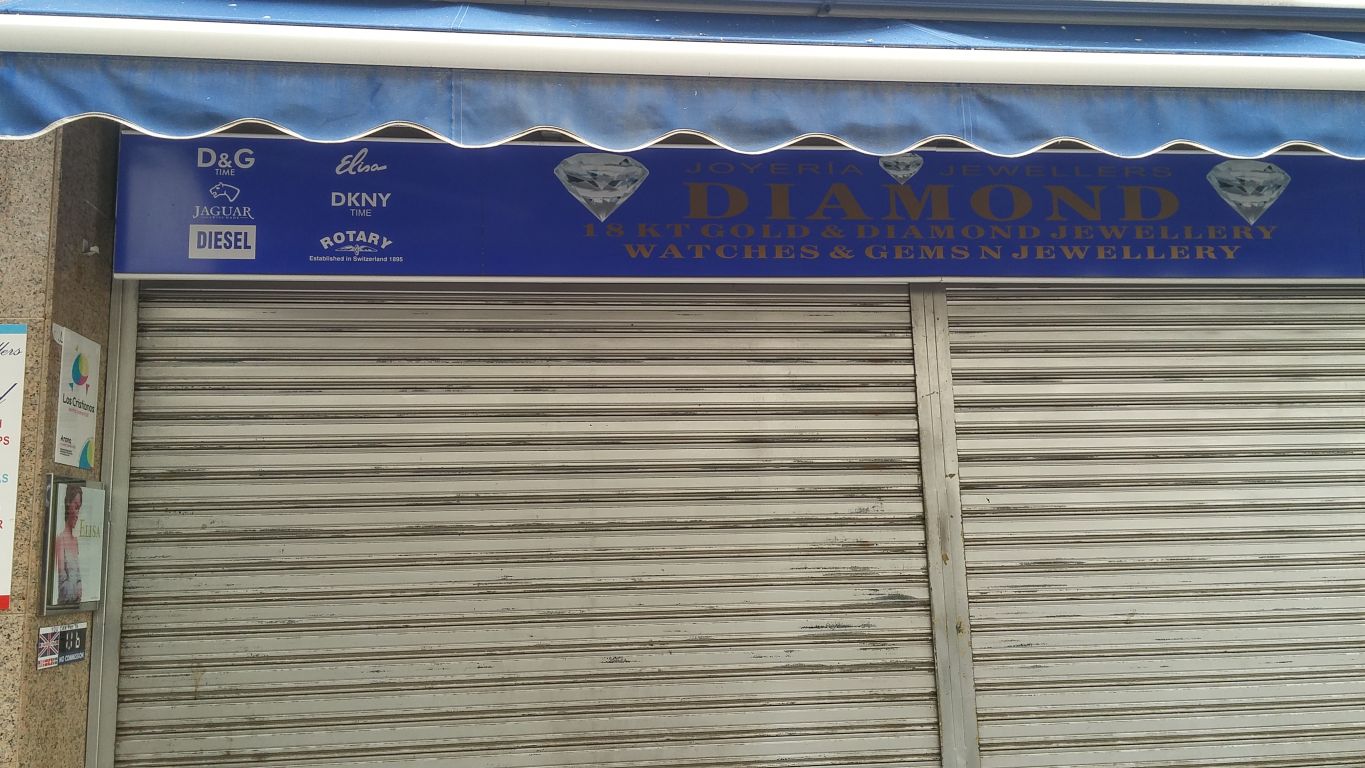 D&G
TIME
Elisa
JAGUAR
DKNY
TIME
DIESEL
ROTARY
Established in Switzerland 1895
JOYERÍA JEWELLERS
DIAMOND
18 KT GOLD & DIAMOND JEWELLERY
WATCHES & GEMS N JEWELLERY
Los Cristianos
Arona
ELISA
NO COMMISSION